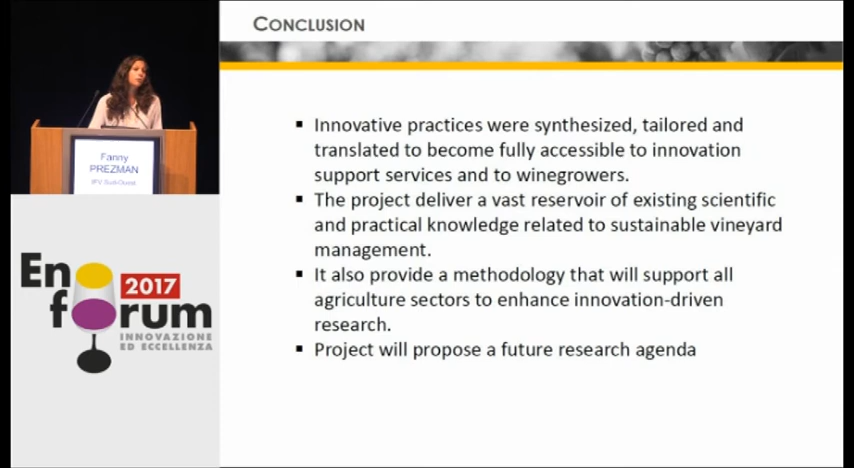 CONCLUSION
▪ Innovative practices were synthesized, tailored and
translated to become fully accessible to innovation
support services and to winegrowers.
▪ The project deliver a vast reservoir of existing scientific
and practical knowledge related to sustainable vineyard
management.
▪ It also provide a methodology that will support all
agriculture sectors to enhance innovation-driven
research.
▪ Project will propose a future research agenda
Fanny
PREZMAN
IFV Sud-Ouest
Enoforum
2017
INNOVAZIONE
ED ECCELLENZA